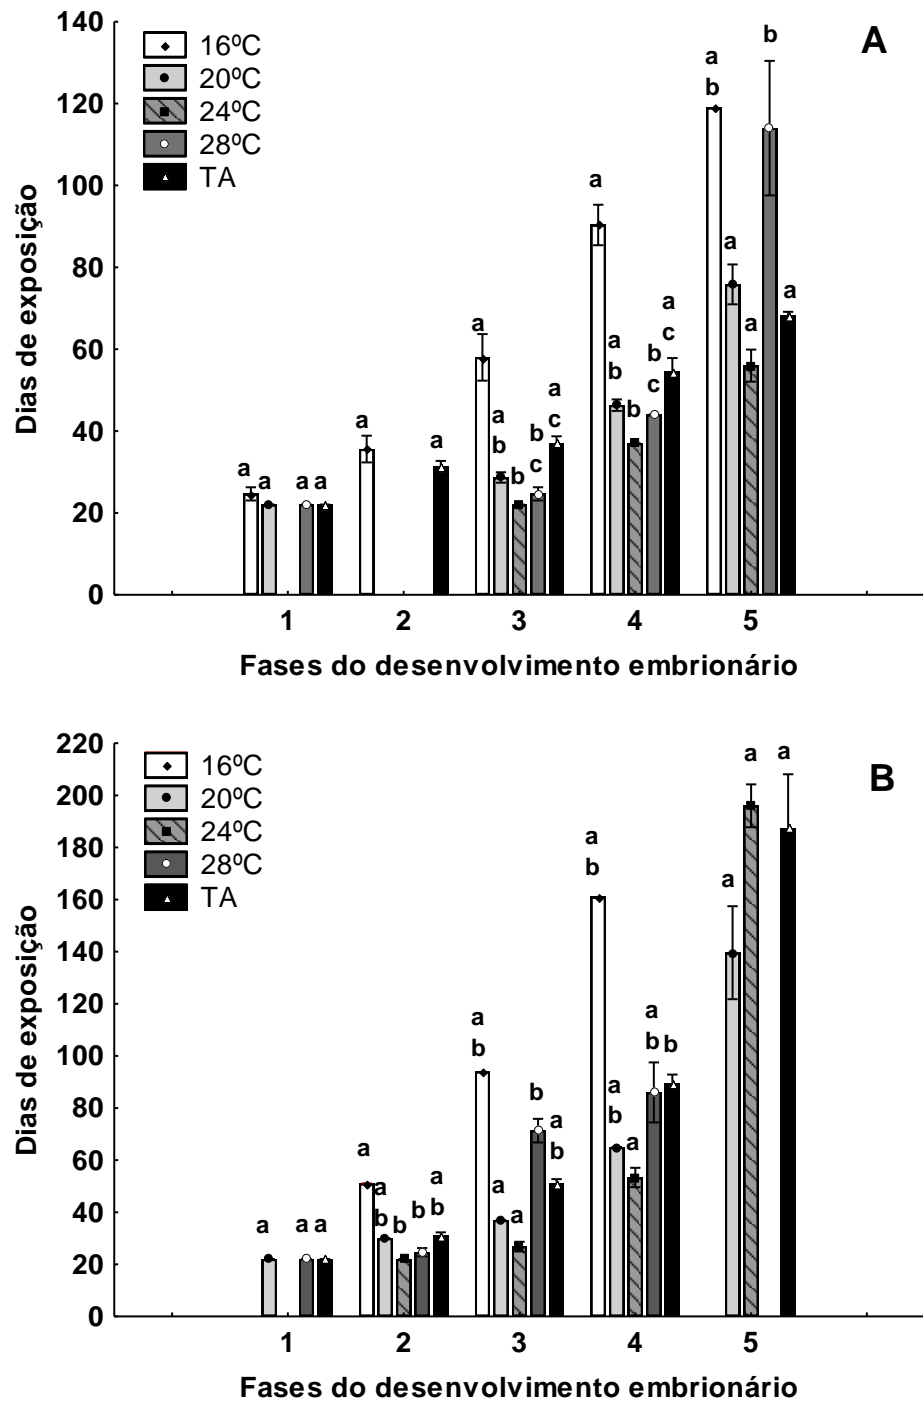 A
140
120
100
80
60
40
20
0
Dias de exposição
16ºC
20ºC
24ºC
28ºC
TA
a a a a
a a
a a b b b c a c
a a b b b c a c
a b a a b a
1 2 3 4 5
Fases do desenvolvimento embrionário
B
220
200
180
160
140
120
100
80
60
40
20
0
Dias de exposição
16ºC
20ºC
24ºC
28ºC
TA
a a a
a a b b b a b
a b a a b a b
a b a b a a b b
a a a
1 2 3 4 5
Fases do desenvolvimento embrionário